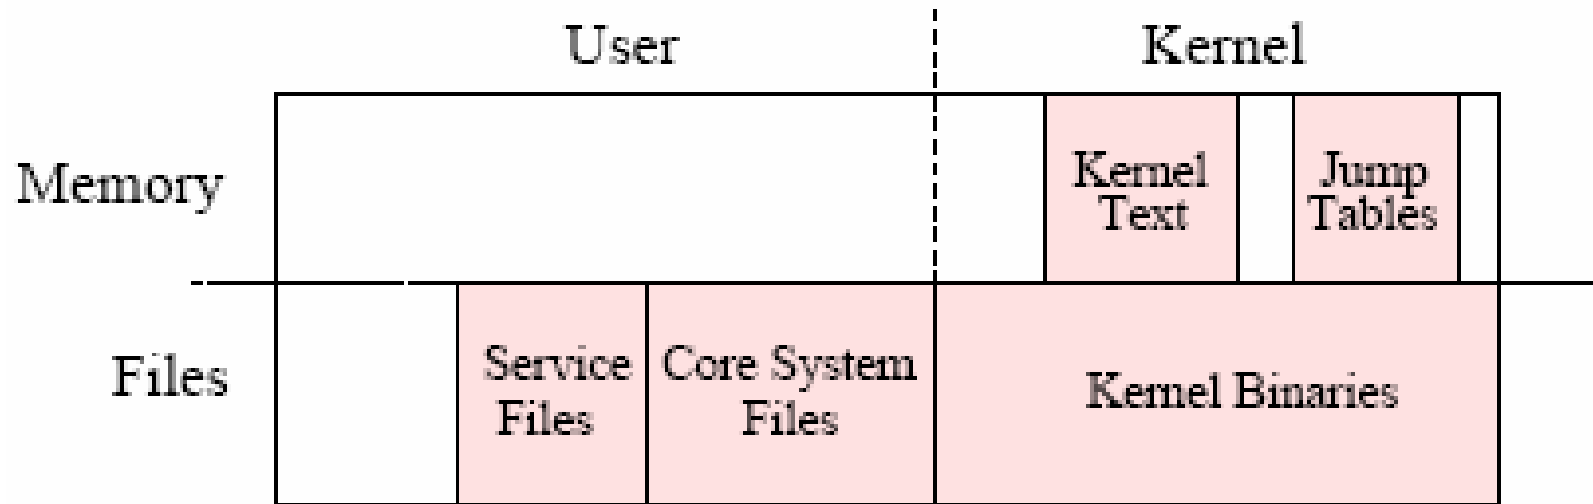 User
Kernel
Memory
Kernel
Text
Jump
Tables
Files
Service
Files
Core System
Files
Kernel Binaries